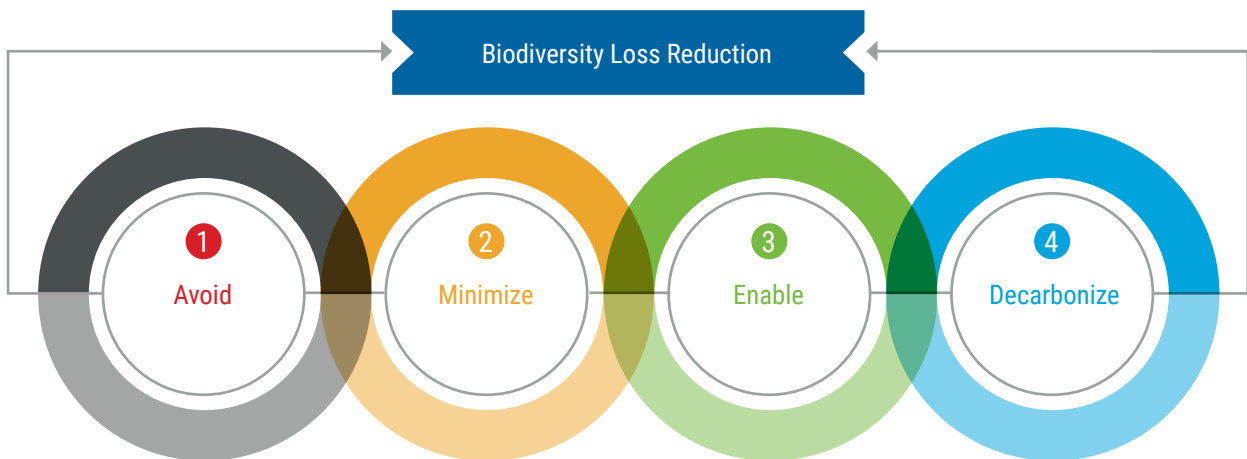 Biodiversity Loss Reduction
1
Avoid
2
Minimize
3
Enable
4
Decarbonize